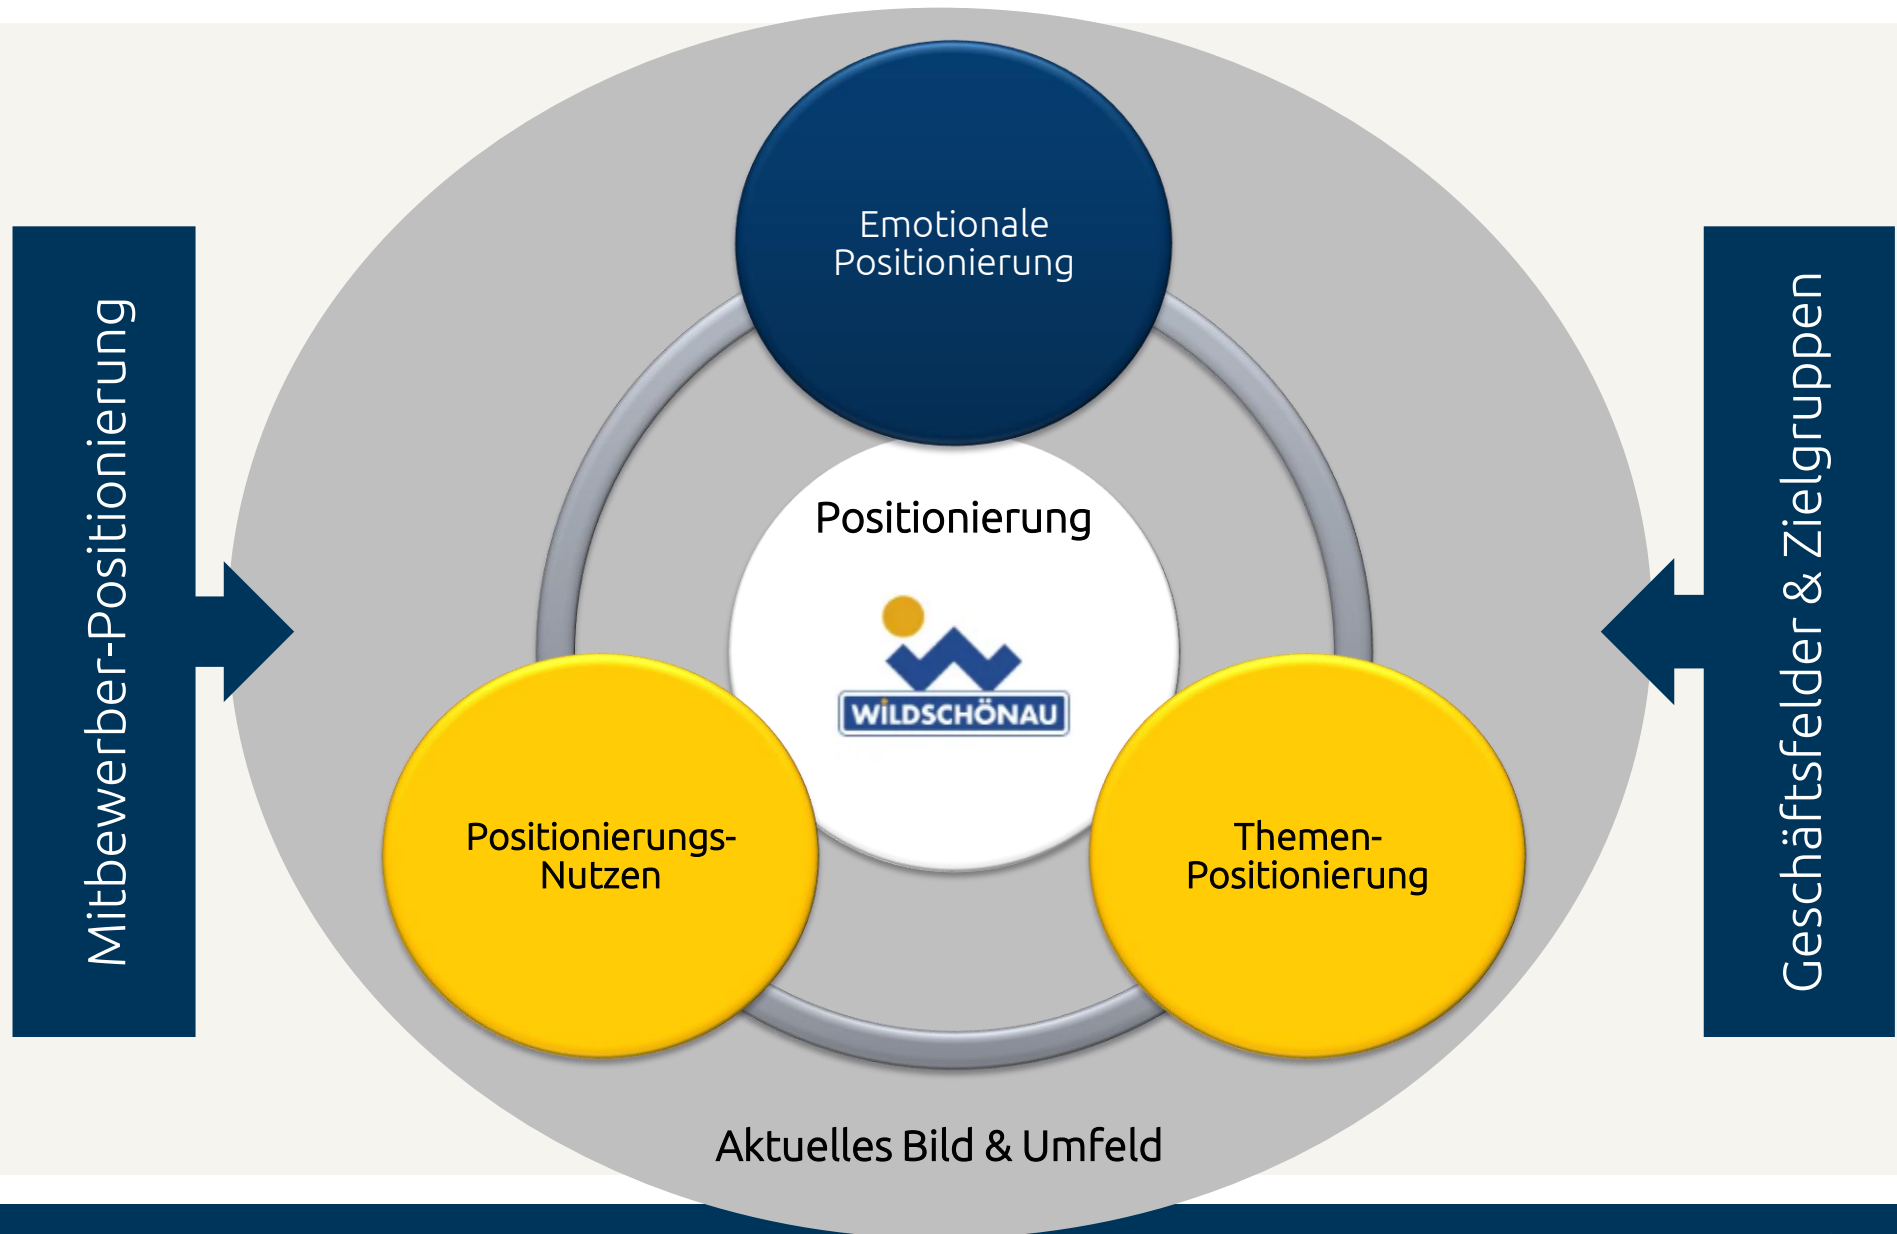 Emotionale
Positionierung
Mitbewerber-Positionierung
Geschäftsfelder & Zielgruppen
Positionierung
WiLDSCHÖNAU
Positionierungs-
Nutzen
Themen-
Positionierung
Aktuelles Bild & Umfeld